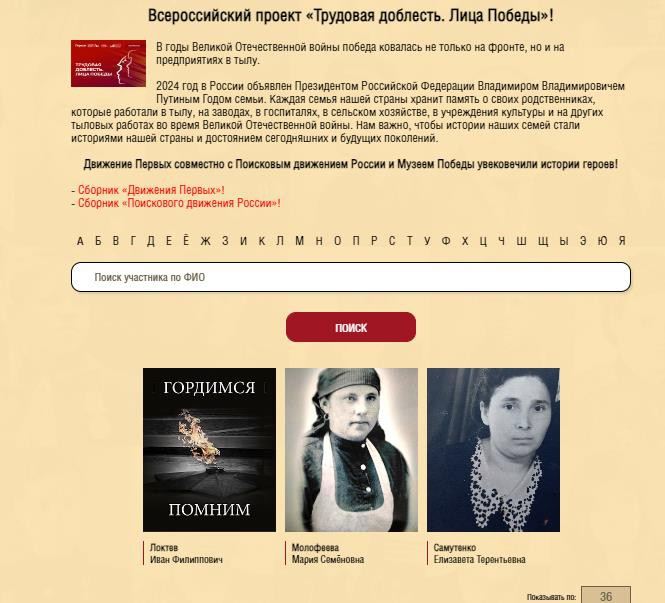 Всероссийский проект «Трудовая доблесть. Лица Победы»!
ТРУДОВАЯ
ДОБЛЕСТЬ.
ЛИЦА ПОБЕДЫ
В годы Великой Отечественной войны победа ковалась не только на фронте, но и на
предприятиях в тылу.
2024 год в России объявлен Президентом Российской Федерации Владимиром Владимировичем
Путиным Годом семьи. Каждая семья нашей страны хранит память о своих родственниках,
которые работали в тылу, на заводах, в госпиталях, в сельском хозяйстве, в учреждения культуры и на других
тыловых работах во время Великой Отечественной войны. Нам важно, чтобы истории наших семей стали
историями нашей страны и достоянием сегодняшних и будущих поколений.
Движение Первых совместно с Поисковым движением России и Музеем Победы увековечили истории героев!
- Сборник «Движения Первых»!
- Сборник «Поискового движения России»!
А Б В Г Д Е Ё Ж З И К Л М Н О П Р С Т У Ф Х Ц Ч Ш Щ Ы Э Ю Я
Поиск участника по ФИО
ПОИСК
ГОРДИМСЯ
ПОМНИМ
Локтев
Иван Филиппович
Молофеева
Мария Семёновна
Самутенко
Елизавета Терентьевна
Показывать по: 36